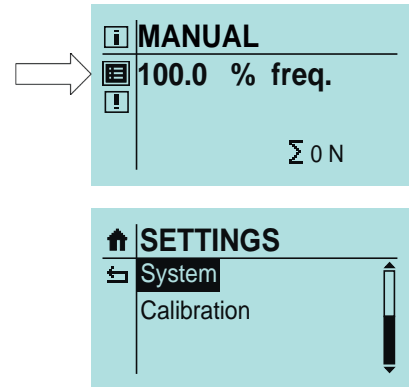 MANUAL
100.0 % freq.
Σ 0 N
SETTINGS
System
Calibration